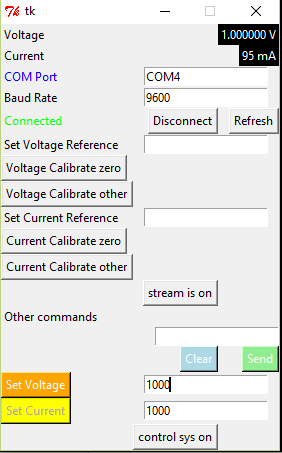 tk
Voltage 1.000000 V
Current 95 mA
COM Port COM4
Baud Rate 9600
Connected Disconnect Refresh
Set Voltage Reference
Voltage Calibrate zero
Voltage Calibrate other
Set Current Reference
Current Calibrate zero
Current Calibrate other
stream is on
Other commands
Clear Send
Set Voltage 1000
Set Current 1000
control sys on